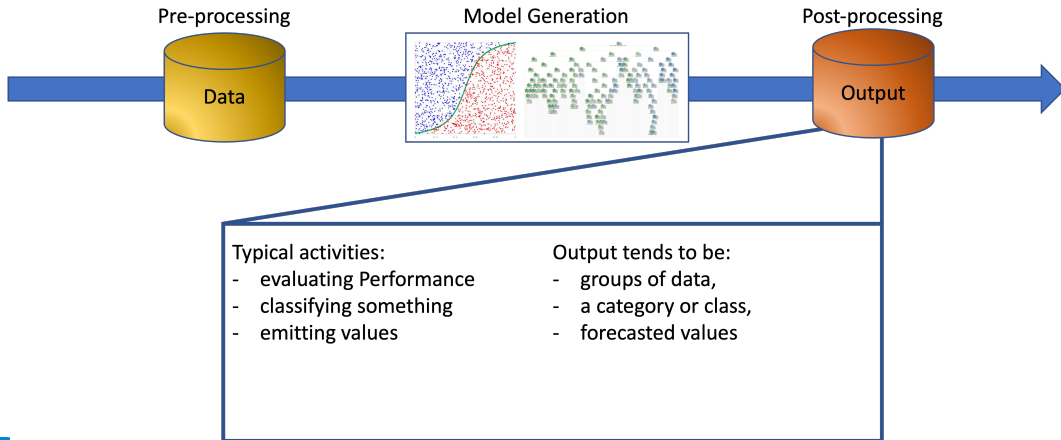 Pre-processing
Model Generation
Post-processing
Data
Output
Typical activities:
- evaluating Performance
- classifying something
- emitting values
Output tends to be:
- groups of data,
- a category or class,
- forecasted values